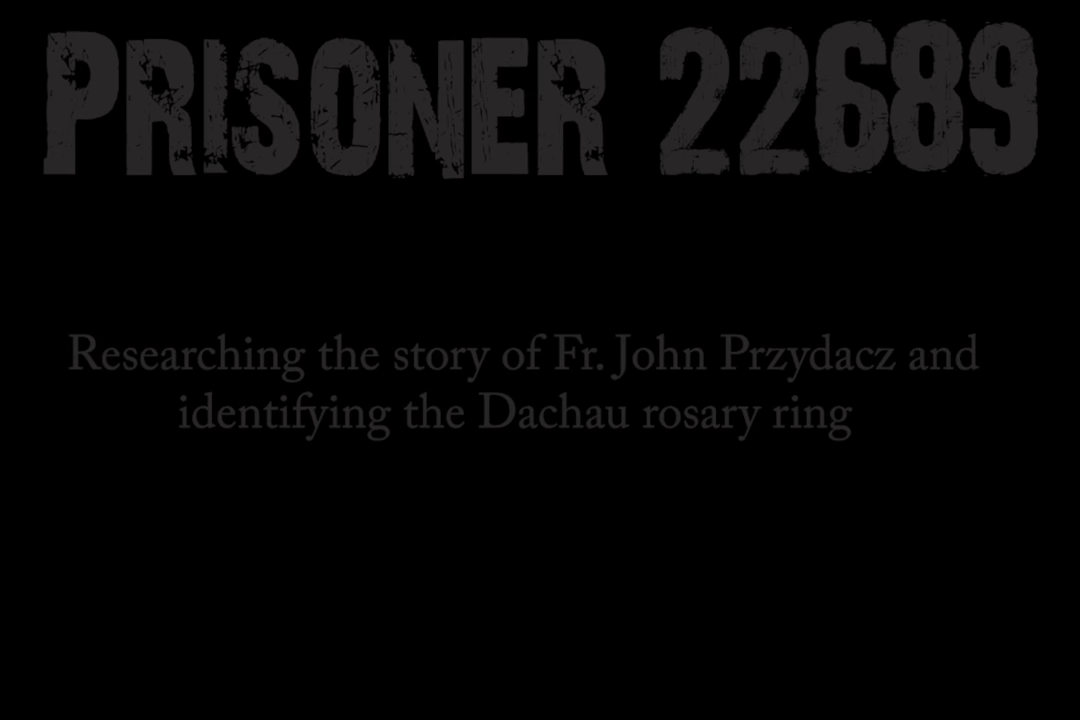 PRISONER 22689
Researching the story of Fr. John Przydacz and
identifying the Dachau rosary ring